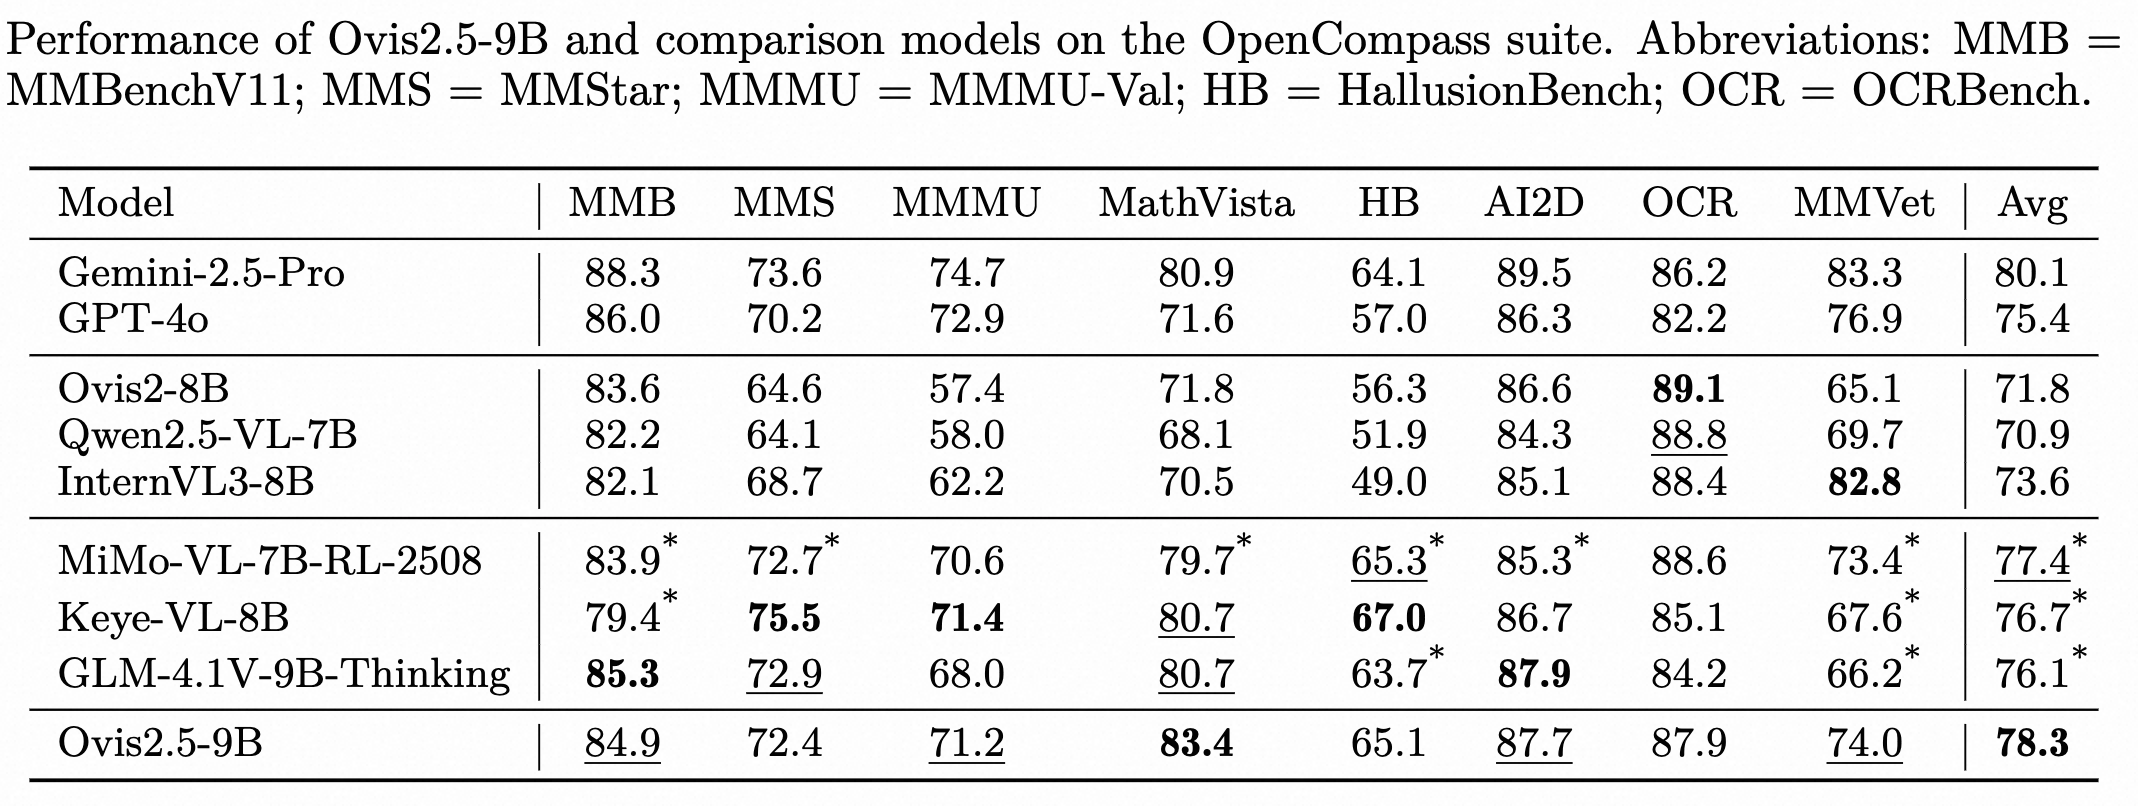 Performance of Ovis2.5-9B and comparison models on the OpenCompass suite. Abbreviations: MMB =
MMBenchV11; MMS = MMStar; MMMU = MMMU-Val; HB = HallusionBench; OCR = OCRBench.
Model MMB MMS MMMU MathVista HB AI2D OCR MMVet Avg
Gemini-2.5-Pro 88.3 73.6 74.7 80.9 64.1 89.5 86.2 83.3 80.1
GPT-4o 86.0 70.2 72.9 71.6 57.0 86.3 82.2 76.9 75.4
Ovis2-8B 83.6 64.6 57.4 71.8 56.3 86.6 89.1 65.1 71.8
Qwen2.5-VL-7B 82.2 64.1 58.0 68.1 51.9 84.3 88.8 69.7 70.9
InternVL3-8B 82.1 68.7 62.2 70.5 49.0 85.1 88.4 82.8 73.6
MiMo-VL-7B-RL-2508 83.9* 72.7* 70.6 79.7* 65.3* 85.3* 88.6 73.4* 77.4*
Keye-VL-8B 79.4* 75.5 71.4 80.7 67.0 86.7 85.1 67.6* 76.7*
GLM-4.1V-9B-Thinking 85.3 72.9 68.0 80.7 63.7* 87.9 84.2 66.2* 76.1*
Ovis2.5-9B 84.9 72.4 71.2 83.4 65.1 87.7 87.9 74.0 78.3